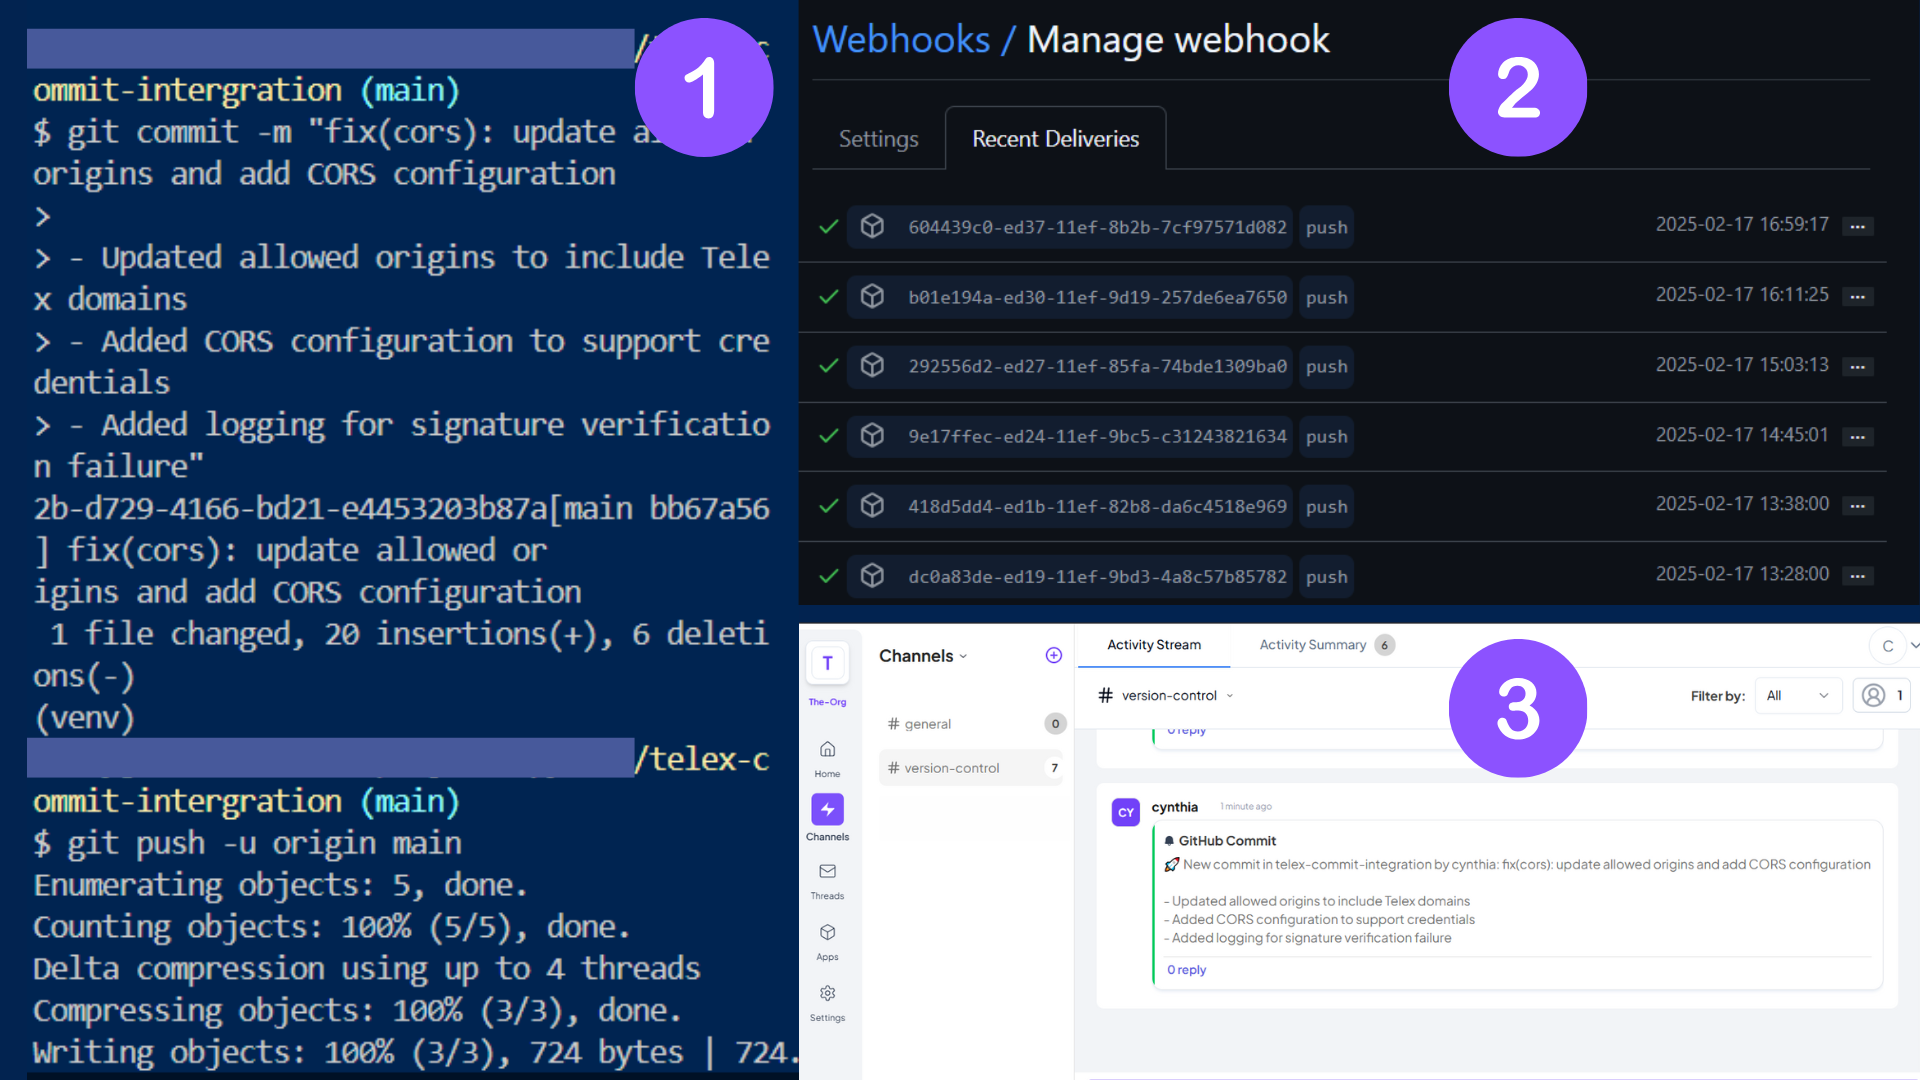 1
ommit-intergration (main)
$ git commit -m "fix(cors): update
origins and add CORS configuration
>
> - Updated allowed origins to include Tele
x domains
> - Added CORS configuration to support cre
dentials
> - Added logging for signature verificatio
n failure"
2b-d729-4166-bd21-e4453203b87a[main bb67a56
] fix(cors): update allowed or
igins and add CORS configuration
1 file changed, 20 insertions(+), 6 deleti
ons(-)
(venv)
/telex-c
ommit-intergration (main)
$ git push -u origin main
Enumerating objects: 5, done.
Counting objects: 100% (5/5), done.
Delta compression using up to 4 threads
Compressing objects: 100% (3/3), done.
Writing objects: 100% (3/3), 724 bytes | 724.
2
Webhooks / Manage webhook
Settings Recent Deliveries
604439c0-ed37-11ef-8b2b-7cf97571d082 push 2025-02-17 16:59:17 ...
b01e194a-ed30-11ef-9d19-257de6ea7650 push 2025-02-17 16:11:25 ...
292556d2-ed27-11ef-85fa-74bde1309ba0 push 2025-02-17 15:03:13 ...
9e17ffec-ed24-11ef-9bc5-c31243821634 push 2025-02-17 14:45:01 ...
418d5dd4-ed1b-11ef-82b8-da6c4518e969 push 2025-02-17 13:38:00 ...
dc0a83de-ed19-11ef-9bd3-4a8c57b85782 push 2025-02-17 13:28:00 ...
3
T
The-Org
Home
Channels
Threads
Apps
Settings
Channels
# general 0
# version-control 7
Activity Stream Activity Summary 6 C
# version-control Filter by: All 1
0 reply
CY cynthia 1 minute ago
GitHub Commit
New commit in telex-commit-integration by cynthia: fix(cors): update allowed origins and add CORS configuration
- Updated allowed origins to include Telex domains
- Added CORS configuration to support credentials
- Added logging for signature verification failure
0 reply